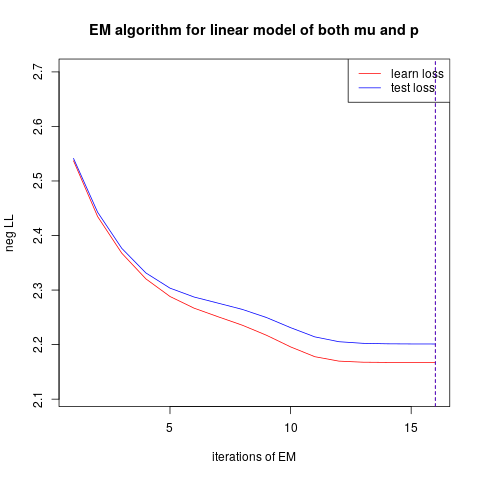 EM algorithm for linear model of both mu and p
learn loss
test loss
neg LL
2.7
2.6
2.5
2.4
2.3
2.2
2.1
5 10 15
iterations of EM